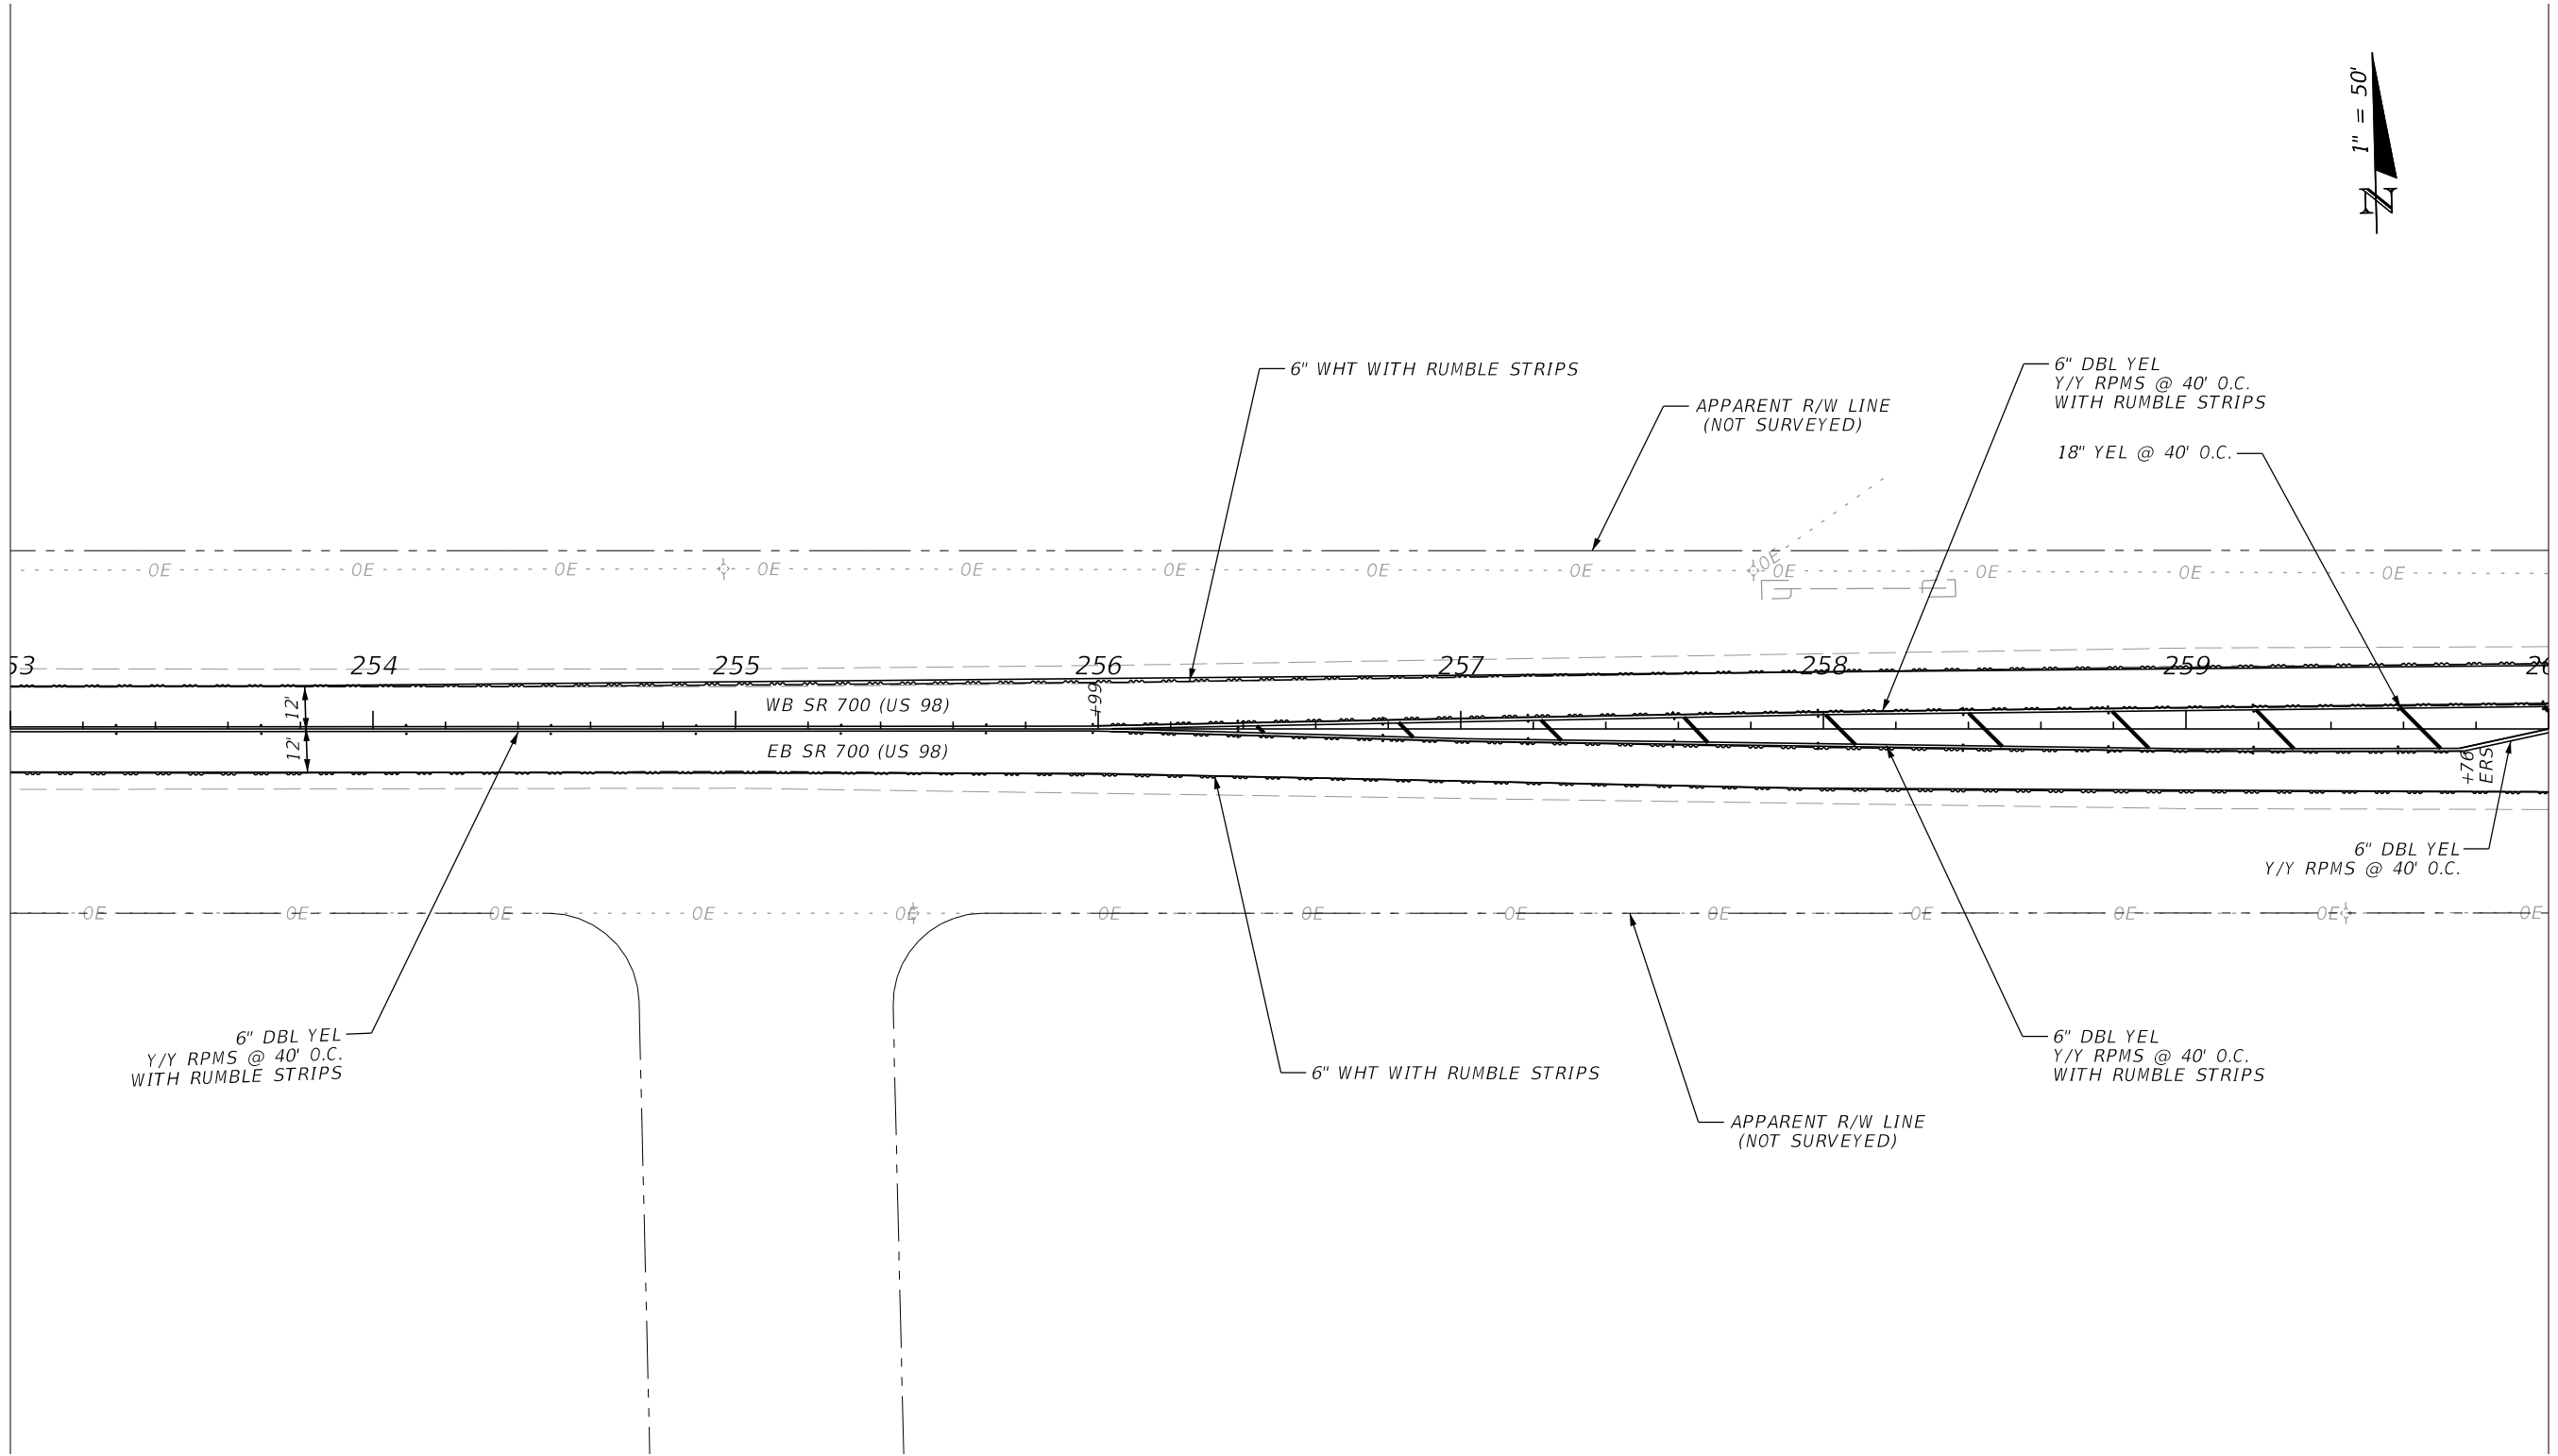 1" = 50'
N
6" WHT WITH RUMBLE STRIPS
APPARENT R/W LINE
(NOT SURVEYED)
6" DBL YEL
Y/Y RPMS @ 40' O.C.
WITH RUMBLE STRIPS
18" YEL @ 40' O.C.
OE
OE OE OE OE OE OE OE OE OE OE OE OE
53 254 255 256 257 258 259 26
12'
WB SR 700 (US 98)
+99
12'
EB SR 700 (US 98)
+76
ERS
6" DBL YEL
Y/Y RPMS @ 40' O.C.
OE OE OE OE OE OE OE OE OE OE OE OE OE
6" DBL YEL
Y/Y RPMS @ 40' O.C.
WITH RUMBLE STRIPS
6" WHT WITH RUMBLE STRIPS
6" DBL YEL
Y/Y RPMS @ 40' O.C.
WITH RUMBLE STRIPS
APPARENT R/W LINE
(NOT SURVEYED)